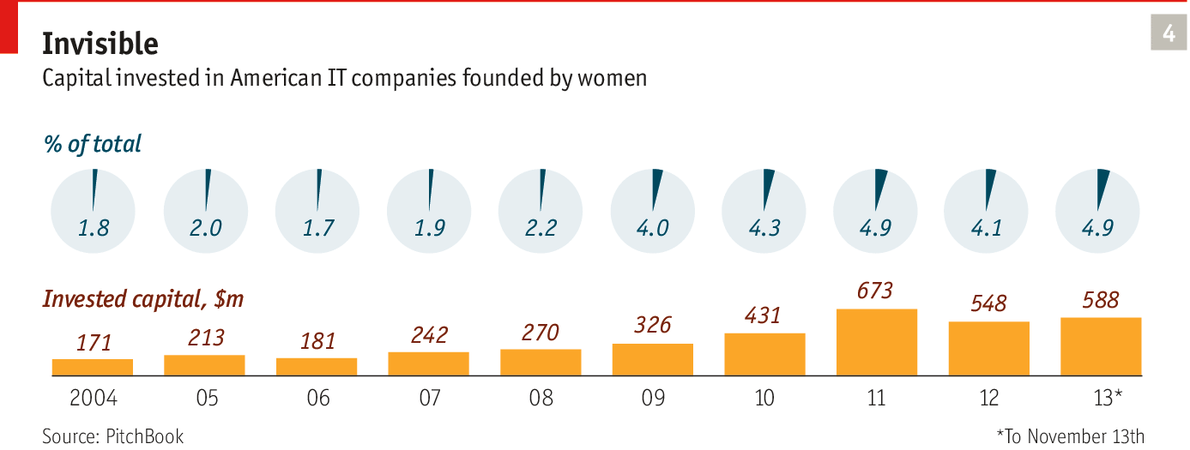 Invisible
4
Capital invested in American IT companies founded by women
% of total
1.8 2.0 1.7 1.9 2.2 4.0 4.3 4.9 4.1 4.9
Invested capital, $m
171 213 181 242 270 326 431 673 548 588
2004 05 06 07 08 09 10 11 12 13*
Source: PitchBook
*To November 13th